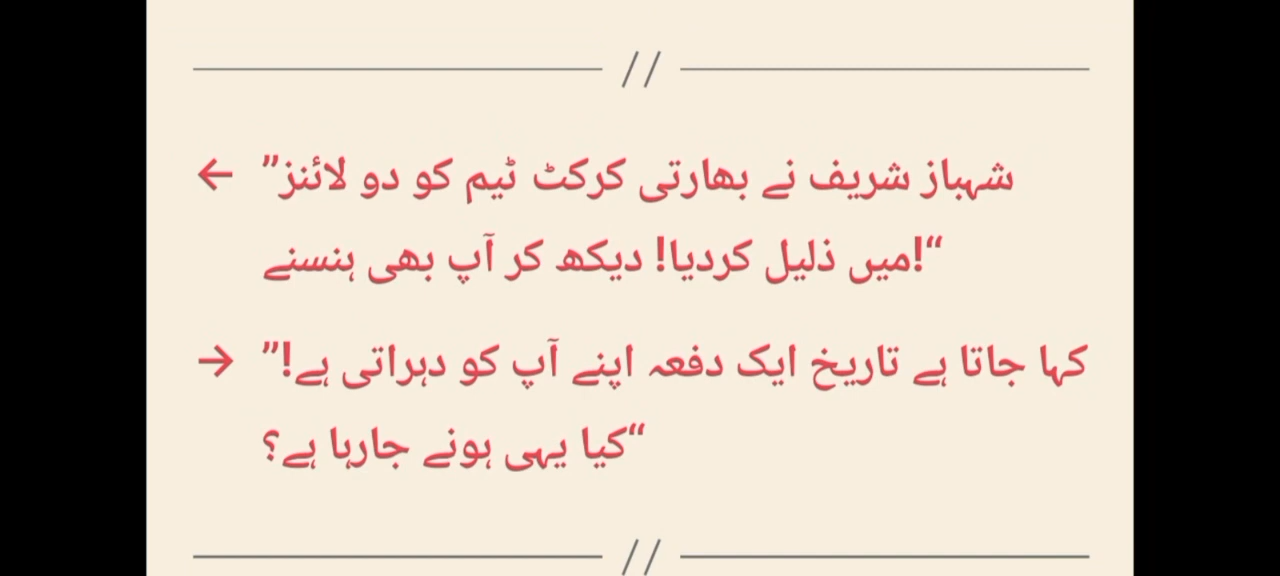 ← ”شہباز شریف نے بھارتی کرکٹ ٹیم کو دو لائنز
میں ذلیل کردیا! دیکھ کر آپ بھی ہنسنے!“
→ ”کہا جاتا ہے تاریخ ایک دفعہ اپنے آپ کو دہراتی ہے!
کیا یہی ہونے جارہا ہے؟“